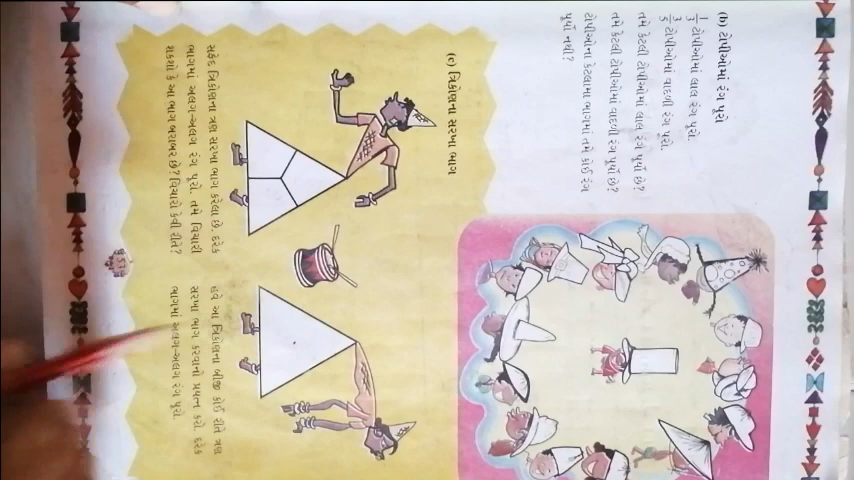 (b) ટોપીઓમાં રંગ પૂરો
1/3 ટોપીઓમાં લાલ રંગ પૂરો.
3/5 ટોપીઓમાં વાદળી રંગ પૂરો.
તમે કેટલી ટોપીઓમાં લાલ રંગ પૂર્યો છે?
તમે કેટલી ટોપીઓમાં વાદળી રંગ પૂર્યો છે?
ટોપીઓના કેટલામા ભાગમાં તમે કોઈ રંગ
પૂર્યો નથી?
(c) ત્રિકોણના સરખા ભાગ
સફેદ ત્રિકોણના ત્રણ સરખા ભાગ કરેલા છે. દરેક
ભાગમાં અલગ-અલગ રંગ પૂરો. તમે વિચારી
શકશો કે આ ભાગ બરાબર છે? વિચારો કેવી રીતે?
હવે આ ત્રિકોણના બીજી કોઈ રીતે ત્રણ
સરખા ભાગ કરવાનો પ્રયત્ન કરો. દરેક
ભાગમાં અલગ-અલગ રંગ પૂરો.